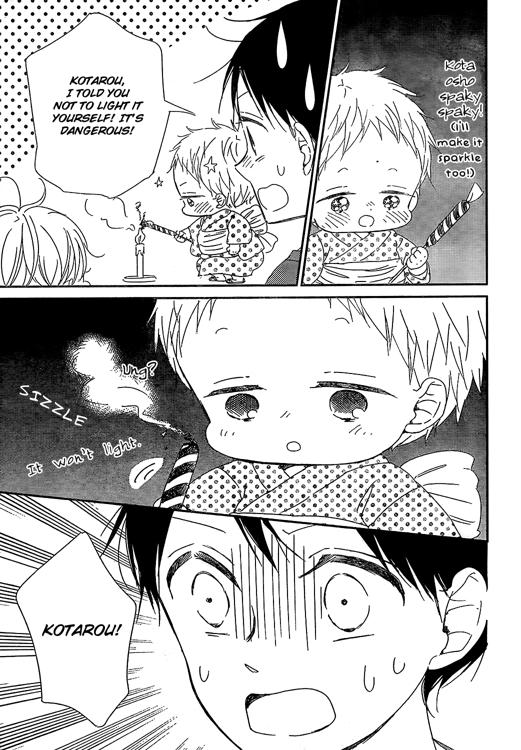 Kota
osho
spaky
spaky!
(I'll
make it
sparkle
too!)
KOTAROU,
I TOLD YOU
NOT TO LIGHT IT
YOURSELF! IT'S
DANGEROUS!
Ung?
SIZZLE
It won't light.
KOTAROU!